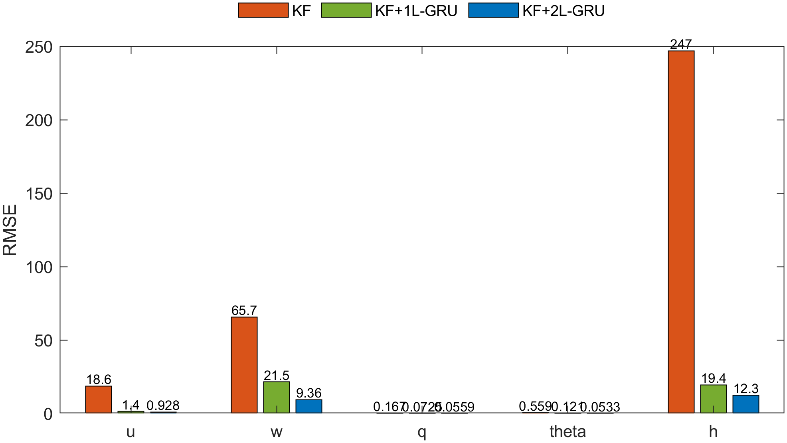 KF KF+1L-GRU KF+2L-GRU
250
200
150
100
50
0
RMSE
18.6 1.4 0.928
65.7 21.5 9.36
0.167 0.0725 0.0559
0.559 0.121 0.0533
247 19.4 12.3
u w q theta h